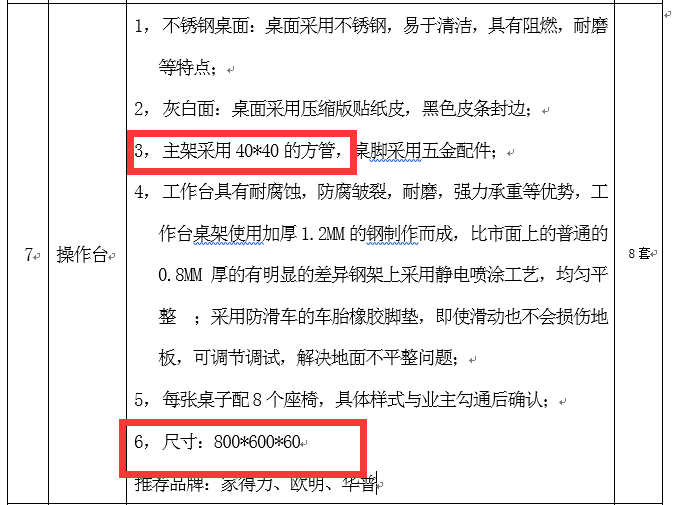 1，不锈钢桌面：桌面采用不锈钢，易于清洁，具有阻燃，耐磨
等特点；
2，灰白面：桌面采用压缩版贴纸皮，黑色皮条封边；
3，主架采用 40*40 的方管，桌脚采用五金配件；
4，工作台具有耐腐蚀，防腐皱裂，耐磨，强力承重等优势，工
作台桌架使用加厚 1.2MM 的钢制作而成，比市面上的普通的
7 操作台 0.8MM 厚的有明显的差异钢架上采用静电喷涂工艺，均匀平 8 套
整 ；采用防滑车的车胎橡胶脚垫，即使滑动也不会损伤地
板，可调节调试，解决地面不平整问题；
5，每张桌子配 8 个座椅，具体样式与业主勾通后确认；
6，尺寸：800*600*60
推荐品牌：家得力、欧明、华普